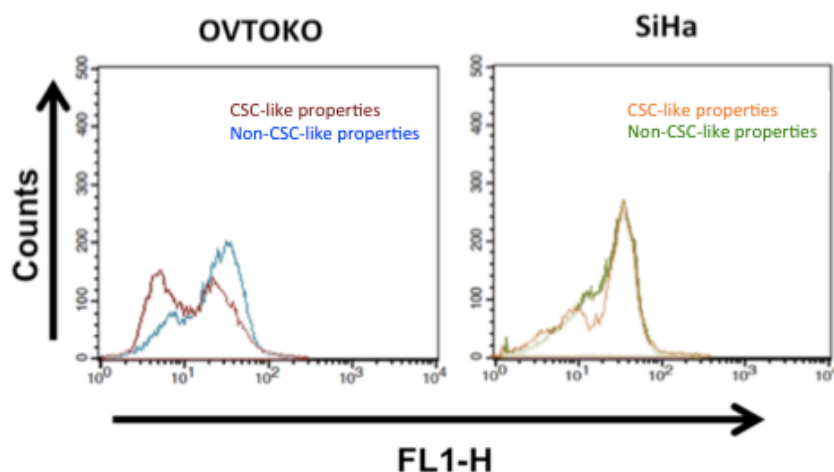 OVTOKO
SiHa
500
400
300
200
100
0
CSC-like properties
Non-CSC-like properties
10⁰
10¹
10²
10³
10⁴
500
400
300
200
100
0
CSC-like properties
Non-CSC-like properties
10⁰
10¹
10²
10³
10
Counts
FL1-H